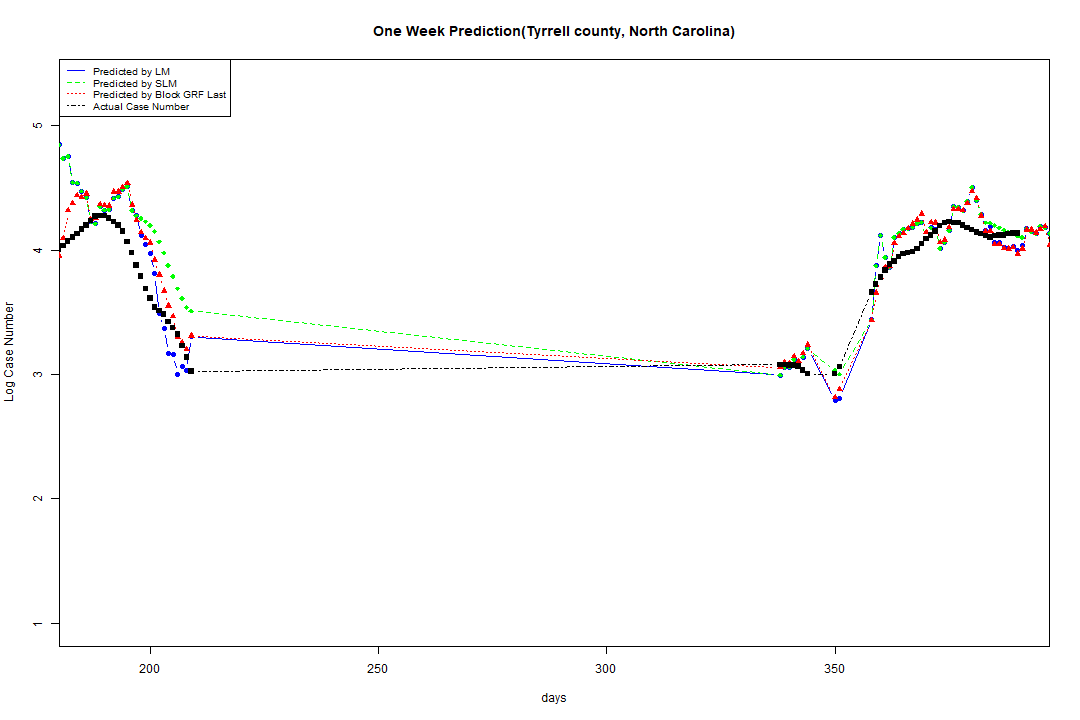 One Week Prediction(Tyrrell county, North Carolina)
Predicted by LM
Predicted by SLM
Predicted by Block GRF Last
Actual Case Number
5
4
3
2
1
Log Case Number
200 250 300 350
days